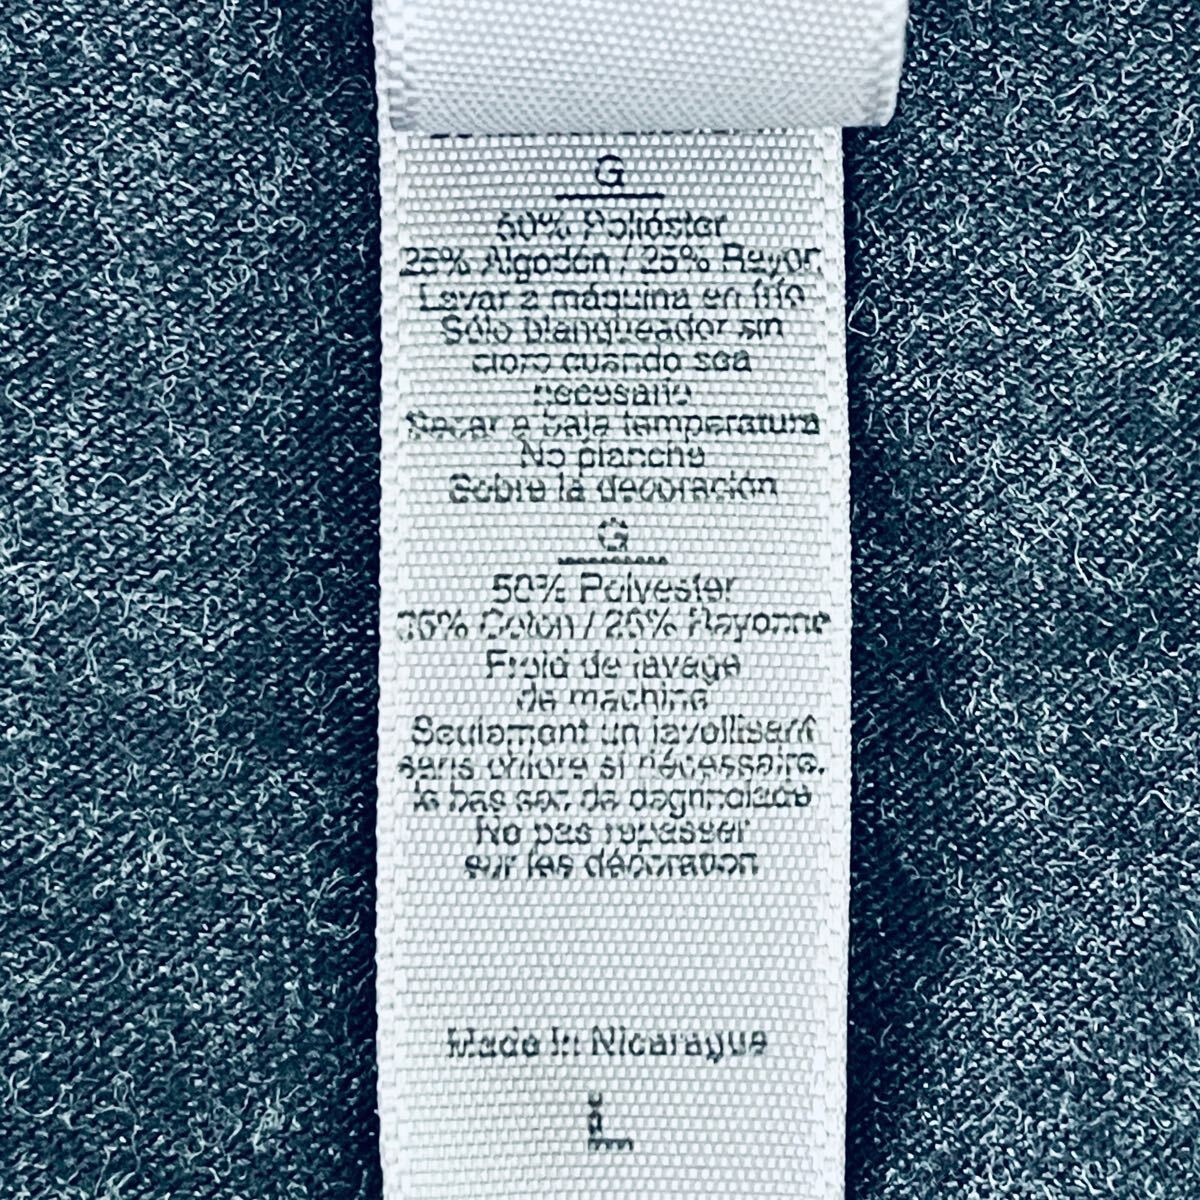 G
50% Poliéster
25% Algodón / 25% Rayon
Lavar a máquina en frío
Sólo blanqueador sin
cloro cuando sea
necesario
Secar a baja temperatura
No planche
Sobre la decoración
G
50% Polyester
25% Coton / 25% Rayonne
Froid de lavage
de machine
Seulement un javellisant
sans chlore si nécessaire.
le bas sec de dégringolade
No pas repasser
sur les décoration
Made In Nicaragua
L